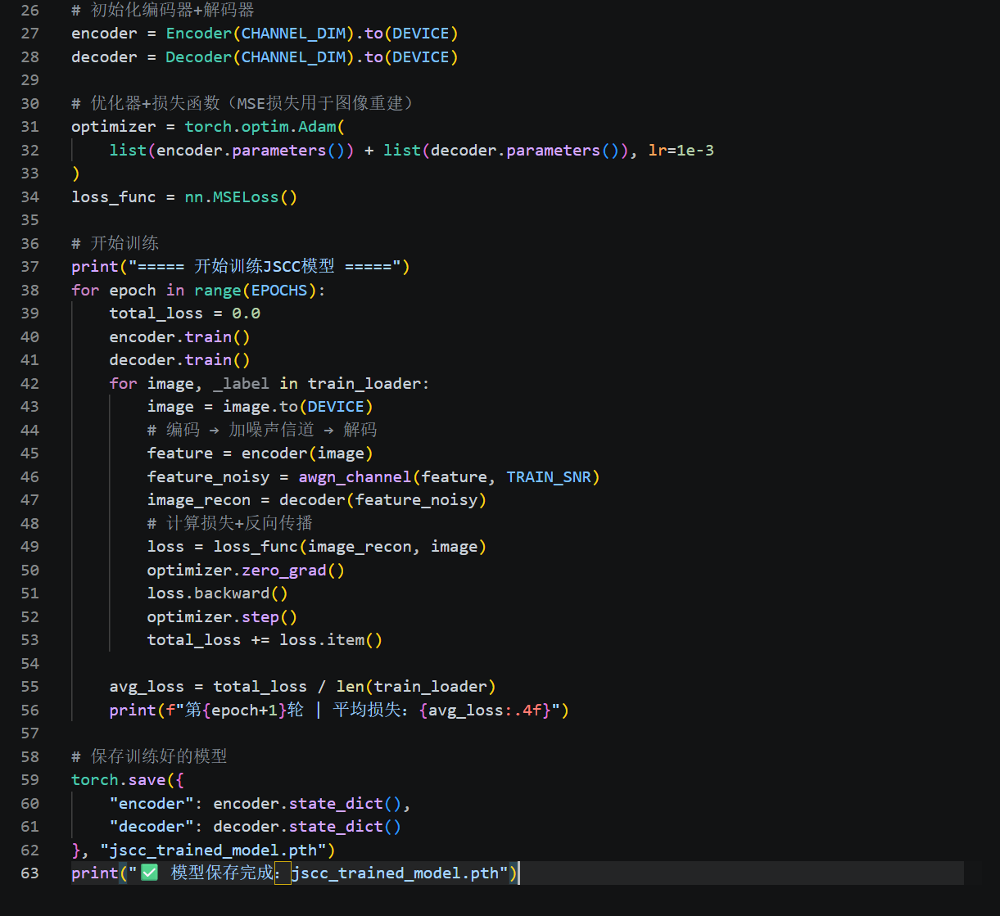 26 # 初始化编码器+解码器
27 encoder = Encoder(CHANNEL_DIM).to(DEVICE)
28 decoder = Decoder(CHANNEL_DIM).to(DEVICE)
29
30 # 优化器+损失函数（MSE损失用于图像重建）
31 optimizer = torch.optim.Adam(
32     list(encoder.parameters()) + list(decoder.parameters()), lr=1e-3
33 )
34 loss_func = nn.MSELoss()
35
36 # 开始训练
37 print("===== 开始训练JSCC模型 =====")
38 for epoch in range(EPOCHS):
39     total_loss = 0.0
40     encoder.train()
41     decoder.train()
42     for image, _label in train_loader:
43         image = image.to(DEVICE)
44         # 编码 → 加噪声信道 → 解码
45         feature = encoder(image)
46         feature_noisy = awgn_channel(feature, TRAIN_SNR)
47         image_recon = decoder(feature_noisy)
48         # 计算损失+反向传播
49         loss = loss_func(image_recon, image)
50         optimizer.zero_grad()
51         loss.backward()
52         optimizer.step()
53         total_loss += loss.item()
54
55     avg_loss = total_loss / len(train_loader)
56     print(f"第{epoch+1}轮 | 平均损失：{avg_loss:.4f}")
57
58 # 保存训练好的模型
59 torch.save({
60     "encoder": encoder.state_dict(),
61     "decoder": decoder.state_dict()
62 }, "jscc_trained_model.pth")
63 print("✅ 模型保存完成：jscc_trained_model.pth")